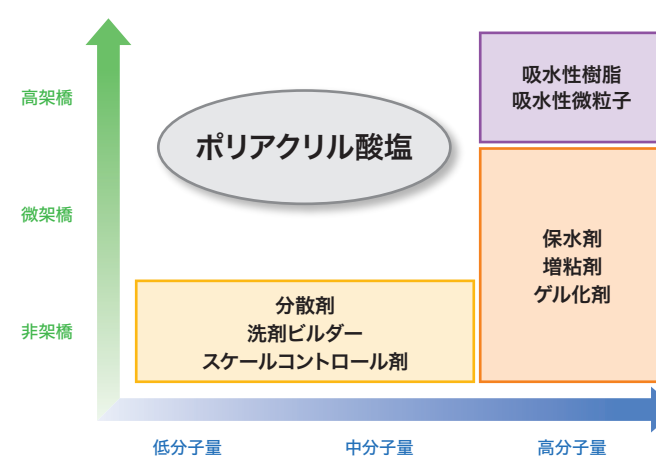 高架橋
微架橋
非架橋
ポリアクリル酸塩
吸水性樹脂
吸水性微粒子
保水剤
増粘剤
ゲル化剤
分散剤
洗剤ビルダー
スケールコントロール剤
低分子量
中分子量
高分子量